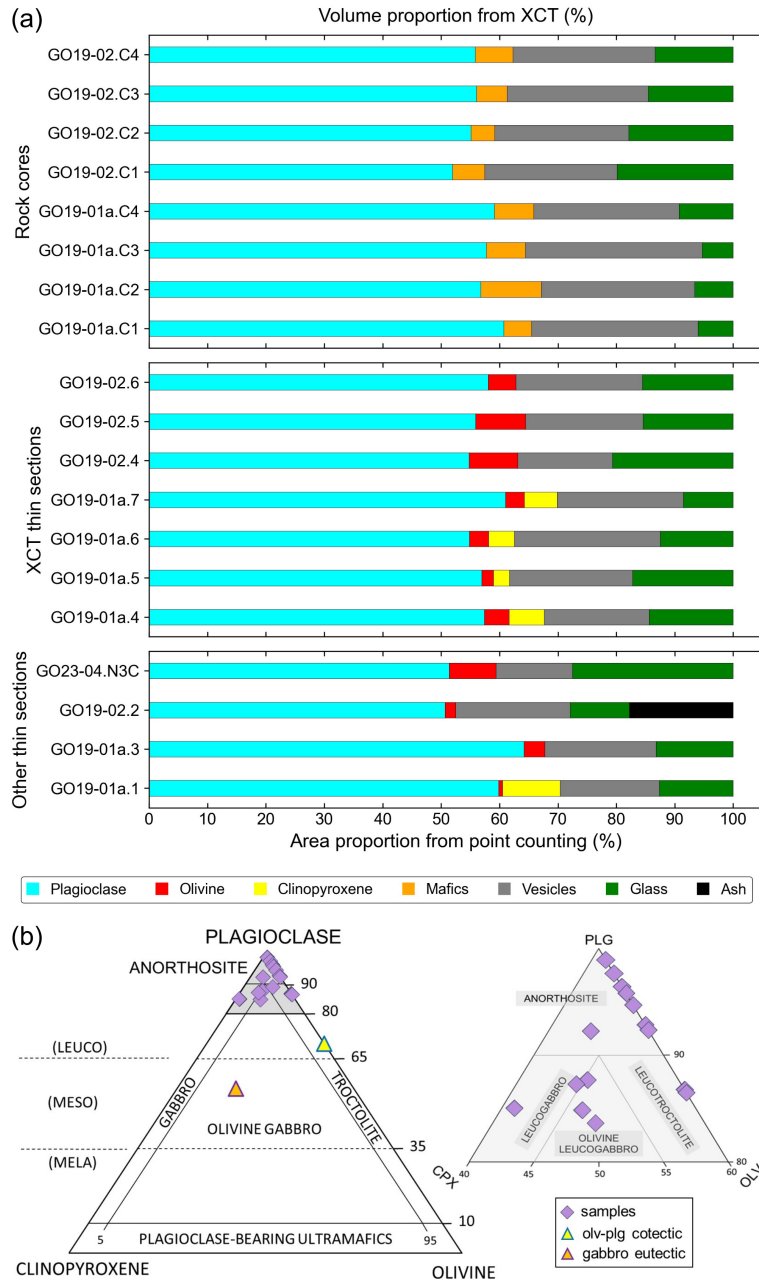 (a)
Volume proportion from XCT (%)
Rock cores
GO19-02.C4
GO19-02.C3
GO19-02.C2
GO19-02.C1
GO19-01a.C4
GO19-01a.C3
GO19-01a.C2
GO19-01a.C1
XCT thin sections
GO19-02.6
GO19-02.5
GO19-02.4
GO19-01a.7
GO19-01a.6
GO19-01a.5
GO19-01a.4
Other thin sections
GO23-04.N3C
GO19-02.2
GO19-01a.3
GO19-01a.1
0 10 20 30 40 50 60 70 80 90 100
Area proportion from point counting (%)
Plagioclase Olivine Clinopyroxene Mafics Vesicles Glass Ash
(b)
PLAGIOCLASE
ANORTHOSITE
90
80
(LEUCO)
65
(MESO)
GABBRO
TROCTOLITE
OLIVINE GABBRO
35
(MELA)
10
5 PLAGIOCLASE-BEARING ULTRAMAFICS 95
CLINOPYROXENE
OLIVINE
PLG
ANORTHOSITE
90
LEUCOGABBRO
LEUCOTROCTOLITE
OLIVINE
LEUCOGABBRO
80
CPX
OLV
40 45 50 55 60
samples
olv-plg cotectic
gabbro eutectic